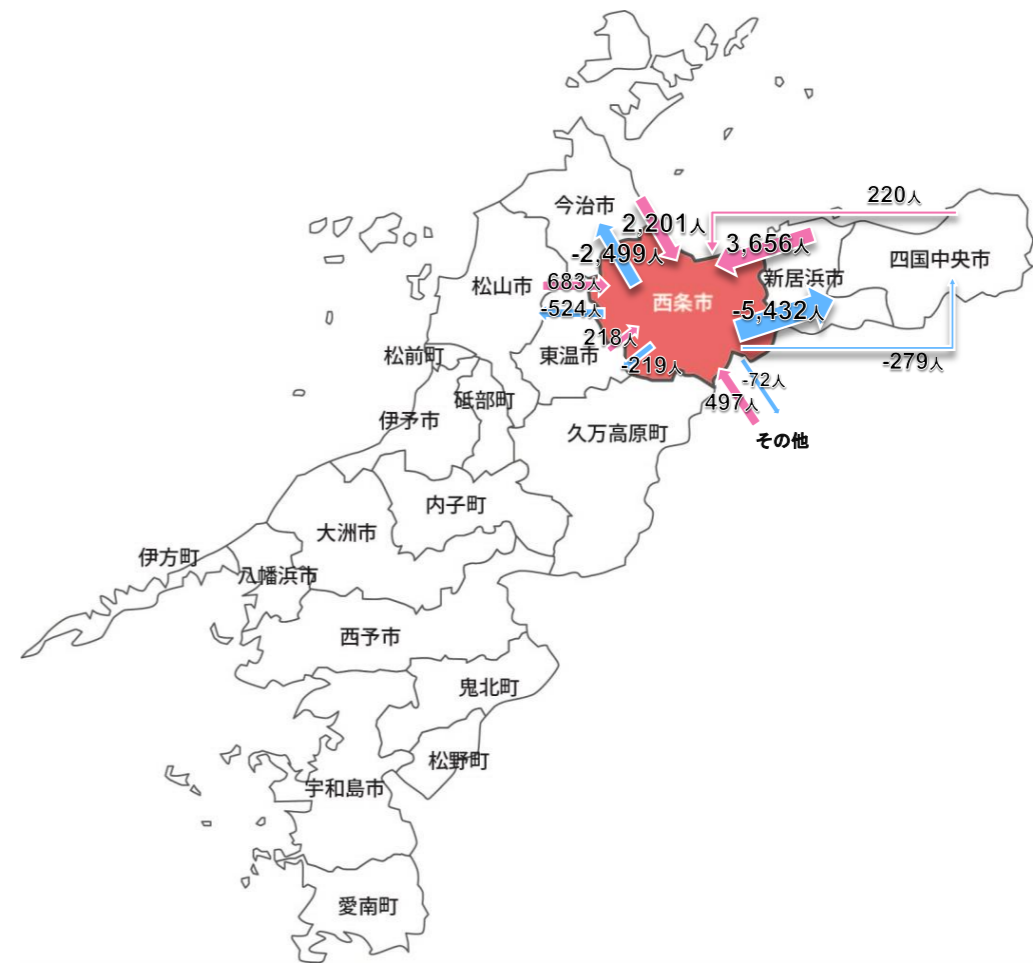 220人
今治市
2,201人
3,656人
-2,499人
四国中央市
新居浜市
松山市
683人
西条市
-524人
-5,432人
218人
東温市
松前町
-219人
-279人
-72人
497人
砥部町
伊予市
久万高原町
その他
内子町
大洲市
伊方町
八幡浜市
西予市
鬼北町
松野町
宇和島市
愛南町